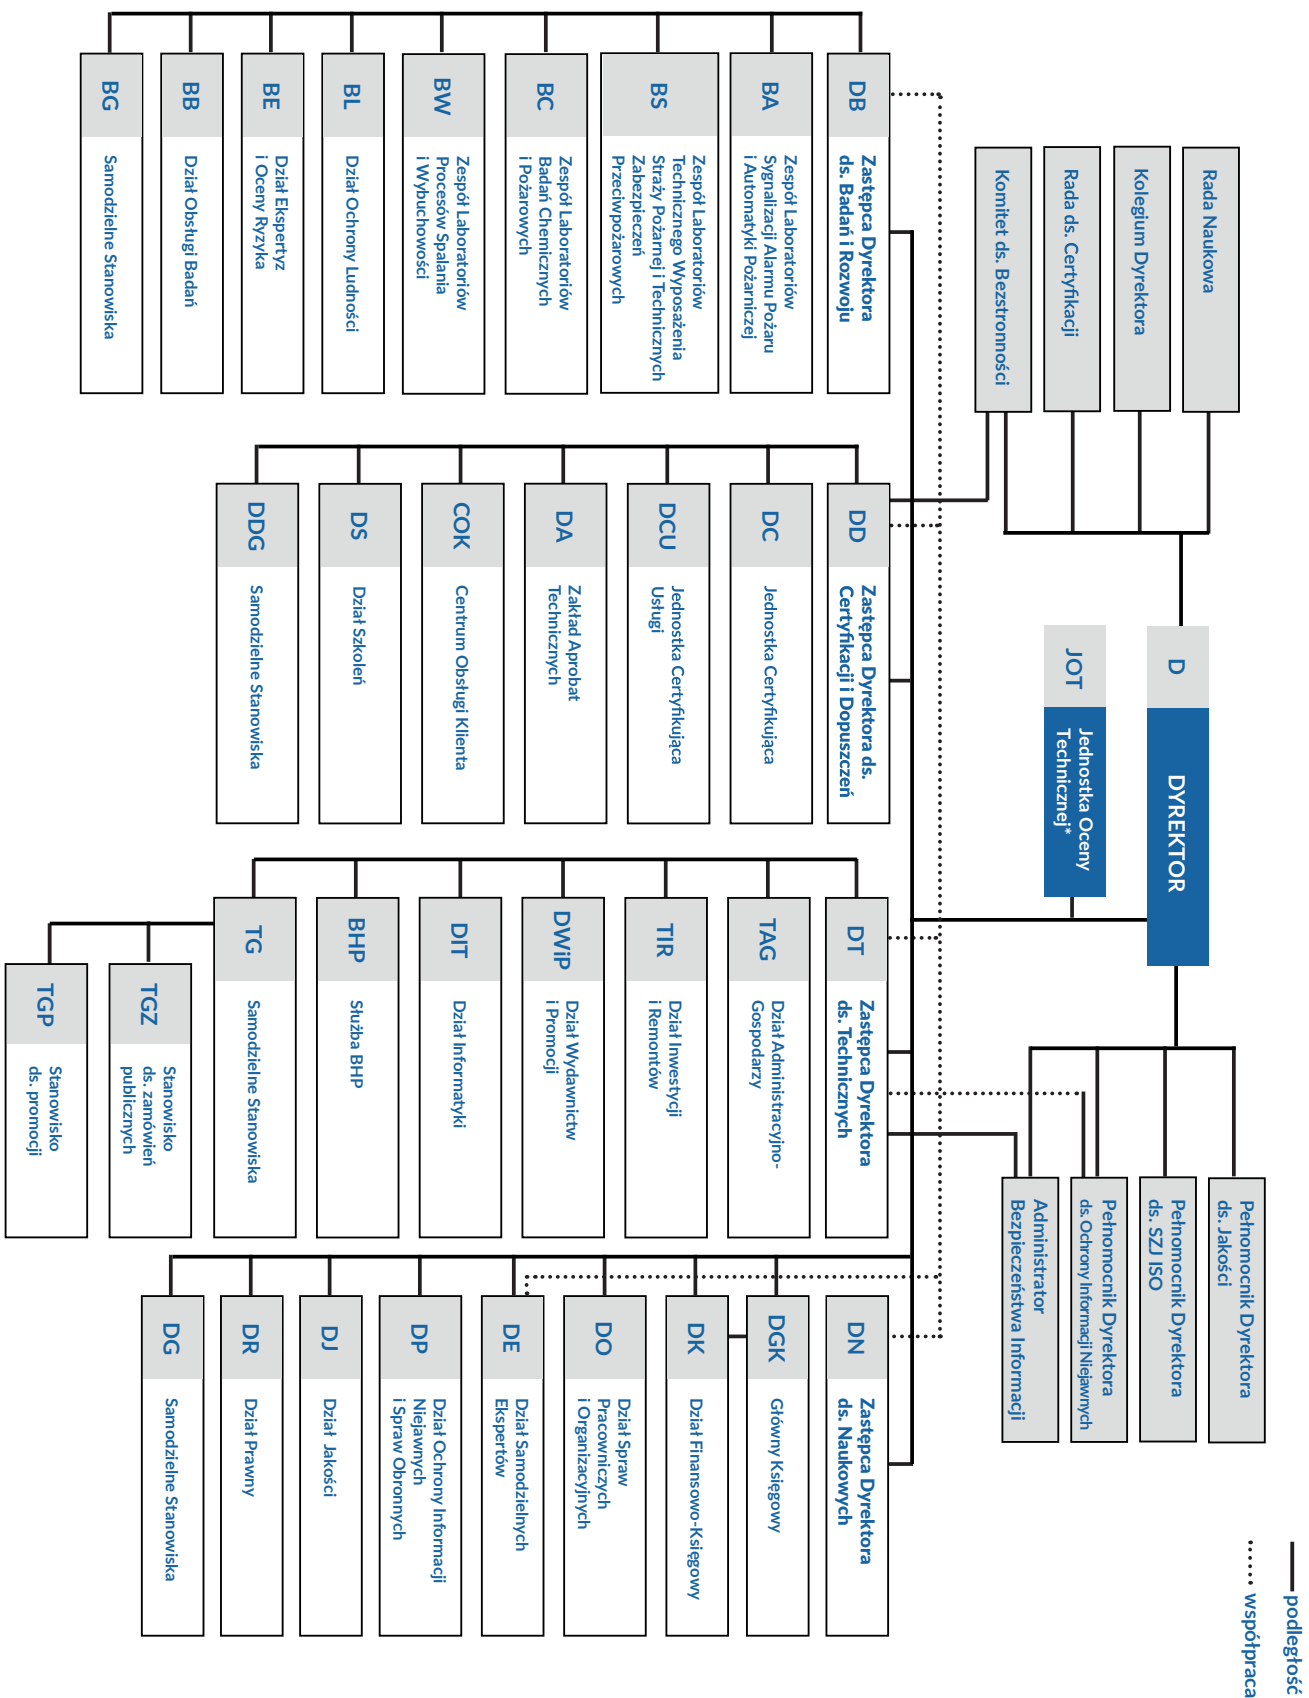 podległość
współpraca
Rada Naukowa
Kolegium Dyrektora
Rada ds. Certyfikacji
Komitet ds. Bezstronności
D
DYREKTOR
JOT
Jednostka Oceny
Technicznej*
Pełnomocnik Dyrektora
ds. Jakości
Pełnomocnik Dyrektora
ds. SZJ ISO
Pełnomocnik Dyrektora
ds. Ochrony Informacji Niejawnych
Administrator
Bezpieczeństwa Informacji
DB
Zastępca Dyrektora
ds. Badań i Rozwoju
BA
Zespół Laboratoriów
Sygnalizacji Alarmu Pożaru
i Automatyki Pożarniczej
BS
Zespół Laboratoriów
Technicznego Wyposażenia
Straży Pożarnej i Technicznych
Zabezpieczeń
Przeciwpożarowych
BC
Zespół Laboratoriów
Badań Chemicznych
i Pożarowych
BW
Zespół Laboratoriów
Procesów Spalania
i Wybuchowości
BL
Dział Ochrony Ludności
BE
Dział Ekspertyz
i Oceny Ryzyka
BB
Dział Obsługi Badań
BG
Samodzielne Stanowiska
DD
Zastępca Dyrektora ds.
Certyfikacji i Dopuszczeń
DC
Jednostka Certyfikująca
DCU
Jednostka Certyfikująca
Usługi
DA
Zakład Aprobat
Technicznych
COK
Centrum Obsługi Klienta
DS
Dział Szkoleń
DDG
Samodzielne Stanowiska
DT
Zastępca Dyrektora
ds. Technicznych
TAG
Dział Administracyjno-
Gospodarzy
TIR
Dział Inwestycji
i Remontów
DWiP
Dział Wydawnictw
i Promocji
DIT
Dział Informatyki
BHP
Służba BHP
TG
Samodzielne Stanowiska
TGZ
Stanowisko
ds. zamówień
publicznych
TGP
Stanowisko
ds. promocji
DN
Zastępca Dyrektora
ds. Naukowych
DGK
Główny Księgowy
DK
Dział Finansowo-Księgowy
DO
Dział Spraw
Pracowniczych
i Organizacyjnych
DE
Dział Samodzielnych
Ekspertów
DP
Dział Ochrony Informacji
Niejawnych
i Spraw Obronnych
DJ
Dział Jakości
DR
Dział Prawny
DG
Samodzielne Stanowiska